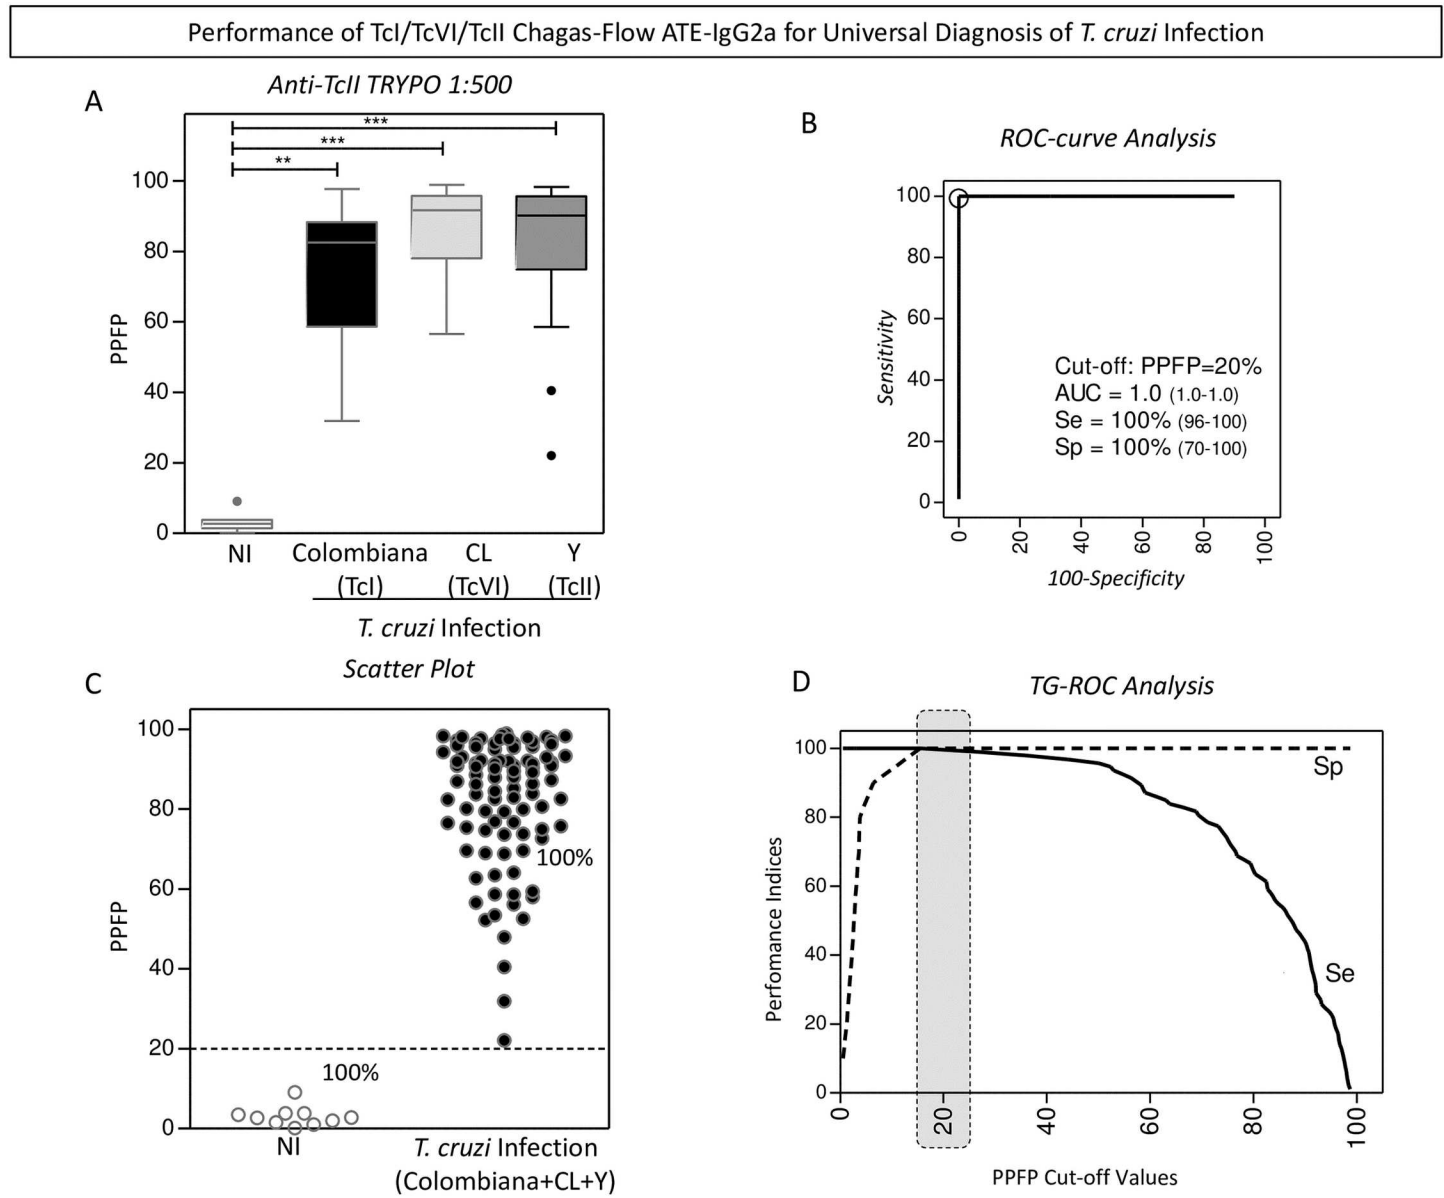 Performance of TcI/TcVI/TcII Chagas-Flow ATE-IgG2a for Universal Diagnosis of T. cruzi Infection
A
Anti-TcII TRYPO 1:500
***
***
**
100
80
60
40
20
0
PPFP
NI
Colombiana
(TcI)
CL
(TcVI)
Y
(TcII)
T. cruzi Infection
B
ROC-curve Analysis
100
80
60
40
20
0
Sensitivity
Cut-off: PPFP=20%
AUC = 1.0 (1.0-1.0)
Se = 100% (96-100)
Sp = 100% (70-100)
0
20
40
60
80
100
100-Specificity
C
Scatter Plot
100
80
60
40
20
0
PPFP
100%
100%
NI
T. cruzi Infection
(Colombiana+CL+Y)
D
TG-ROC Analysis
100
80
60
40
20
0
Perfomance Indices
Sp
Se
0
20
40
60
80
100
PPFP Cut-off Values